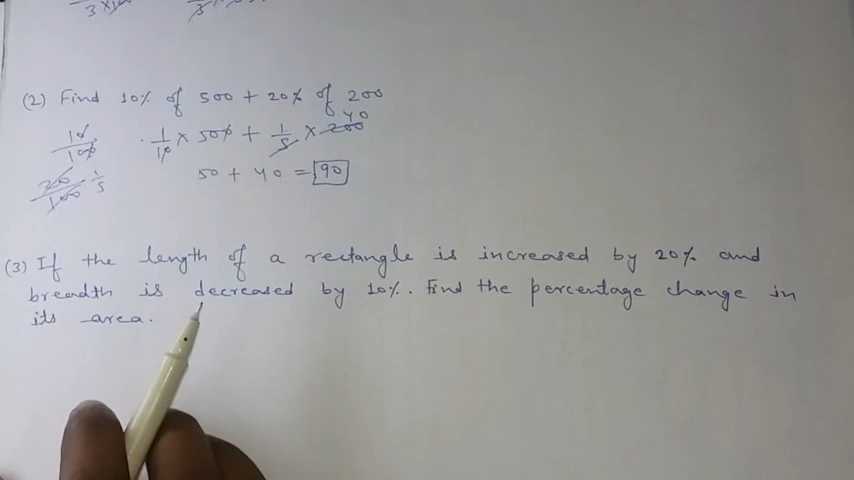 3 × 100
(2) Find 10% of 500 + 20% of 200
40
10/100 · 1/10 × 500 + 1/5 × 200
20/100 1/5 50 + 40 = 90
(3) If the length of a rectangle is increased by 20% and
breadth is decreased by 10%. Find the percentage change in
its area.